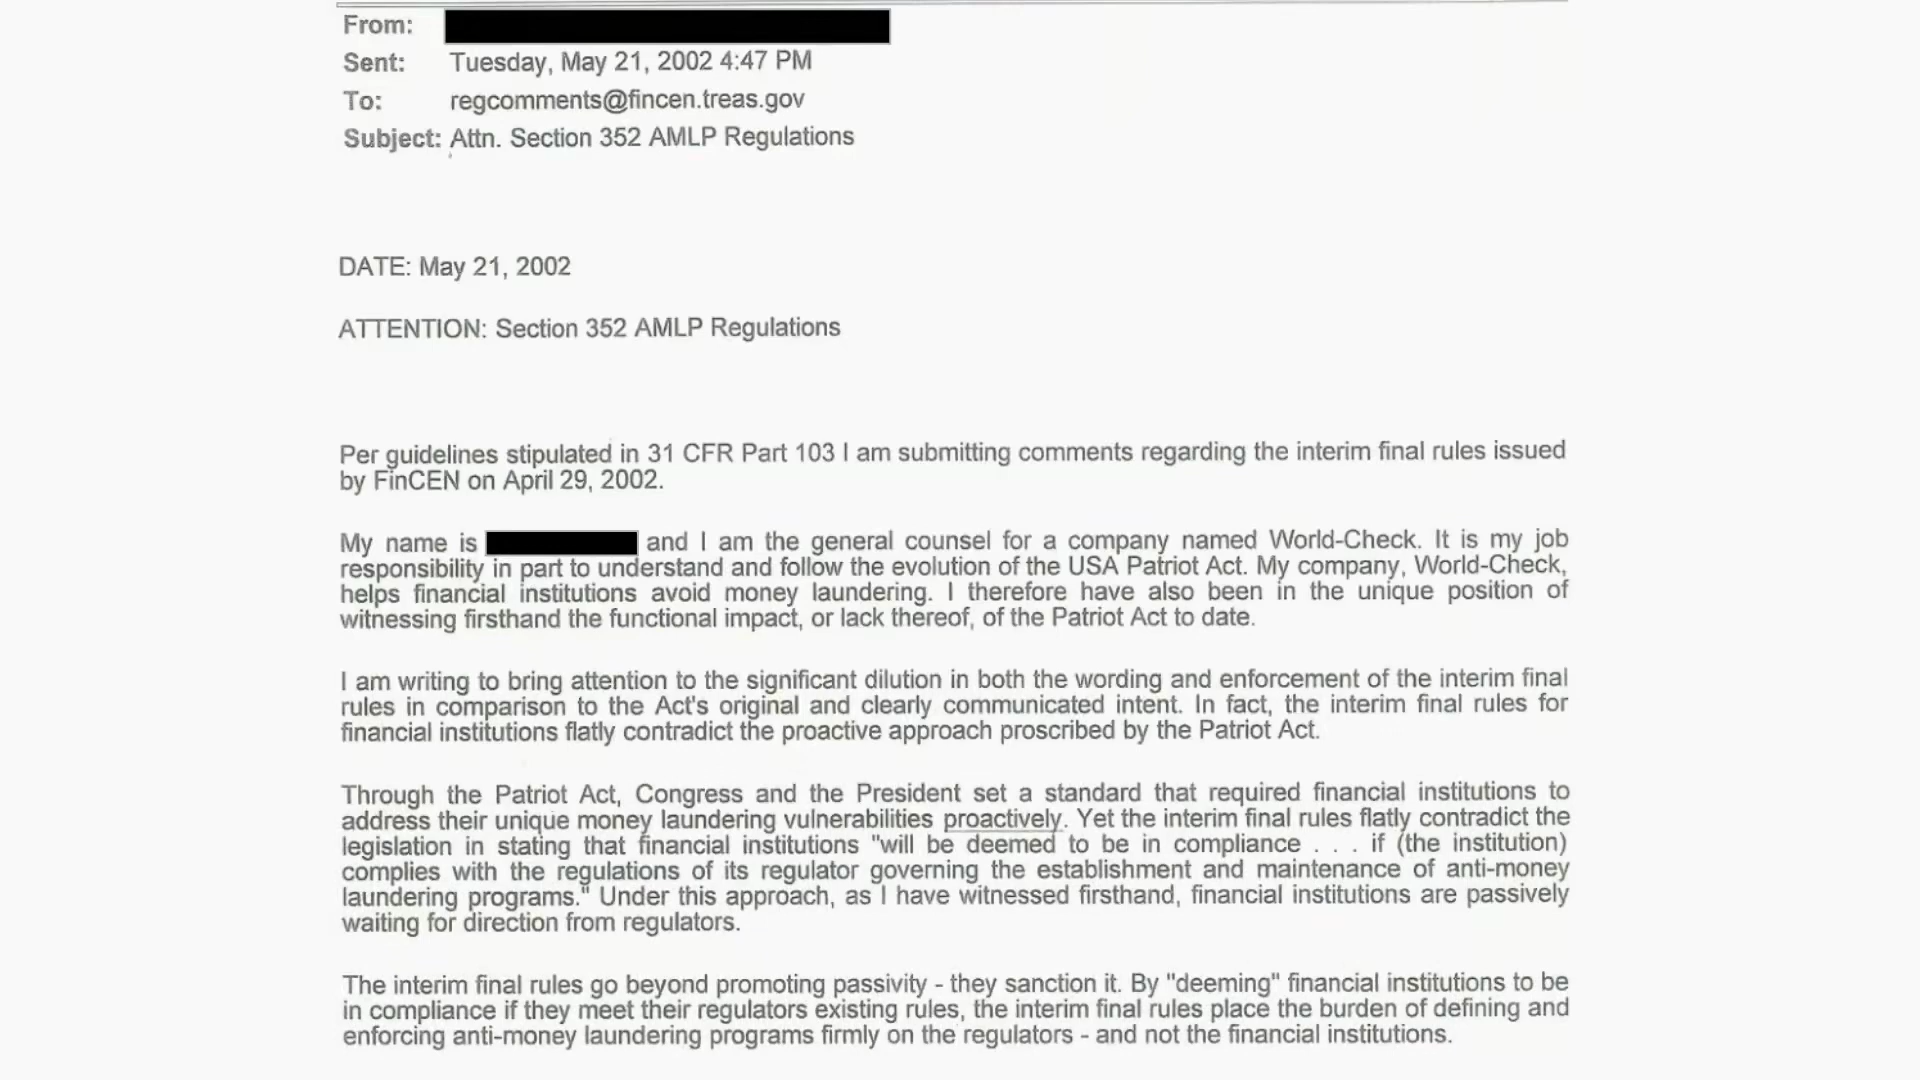 From:
Sent: Tuesday, May 21, 2002 4:47 PM
To: regcomments@fincen.treas.gov
Subject: Attn. Section 352 AMLP Regulations
DATE: May 21, 2002
ATTENTION: Section 352 AMLP Regulations
Per guidelines stipulated in 31 CFR Part 103 I am submitting comments regarding the interim final rules issued
by FinCEN on April 29, 2002.
My name is and I am the general counsel for a company named World-Check. It is my job
responsibility in part to understand and follow the evolution of the USA Patriot Act. My company, World-Check,
helps financial institutions avoid money laundering. I therefore have also been in the unique position of
witnessing firsthand the functional impact, or lack thereof, of the Patriot Act to date.
I am writing to bring attention to the significant dilution in both the wording and enforcement of the interim final
rules in comparison to the Act's original and clearly communicated intent. In fact, the interim final rules for
financial institutions flatly contradict the proactive approach proscribed by the Patriot Act.
Through the Patriot Act, Congress and the President set a standard that required financial institutions to
address their unique money laundering vulnerabilities proactively. Yet the interim final rules flatly contradict the
legislation in stating that financial institutions "will be deemed to be in compliance . . . if (the institution)
complies with the regulations of its regulator governing the establishment and maintenance of anti-money
laundering programs." Under this approach, as I have witnessed firsthand, financial institutions are passively
waiting for direction from regulators.
The interim final rules go beyond promoting passivity - they sanction it. By "deeming" financial institutions to be
in compliance if they meet their regulators existing rules, the interim final rules place the burden of defining and
enforcing anti-money laundering programs firmly on the regulators - and not the financial institutions.